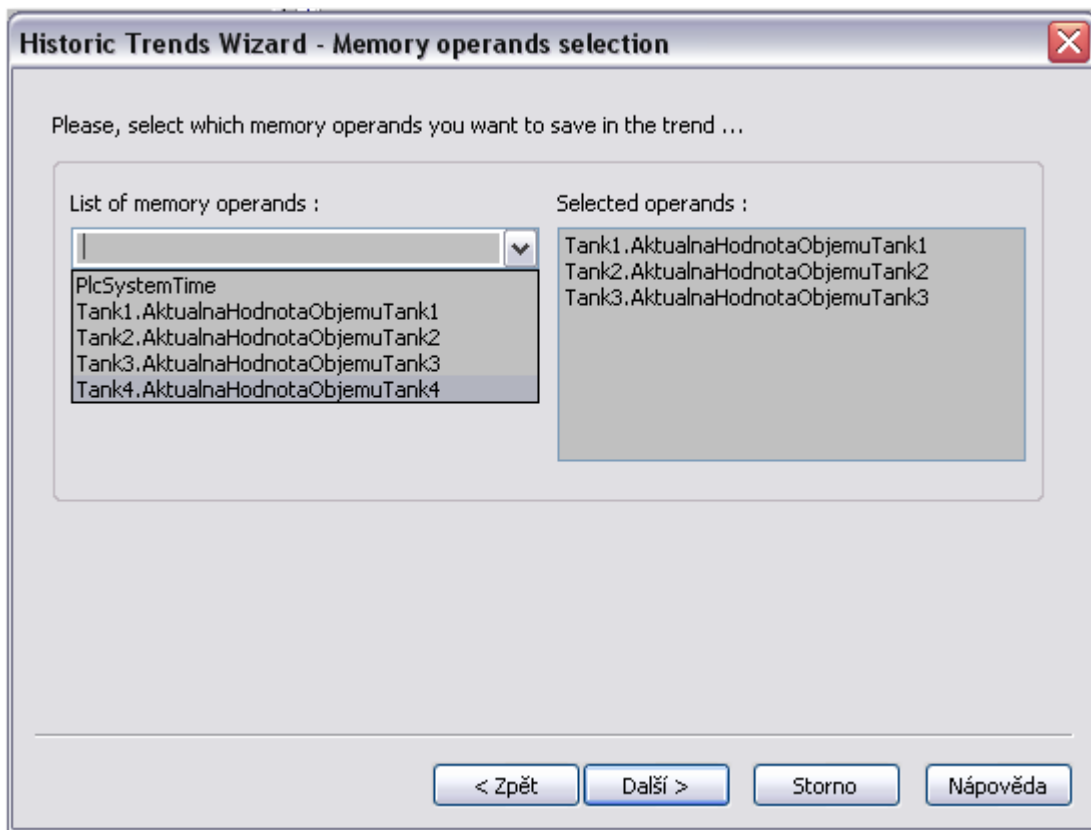 Historic Trends Wizard - Memory operands selection
Please, select which memory operands you want to save in the trend ...
List of memory operands :
PlcSystemTime
Tank1.AktualnaHodnotaObjemuTank1
Tank2.AktualnaHodnotaObjemuTank2
Tank3.AktualnaHodnotaObjemuTank3
Tank4.AktualnaHodnotaObjemuTank4
Selected operands :
Tank1.AktualnaHodnotaObjemuTank1
Tank2.AktualnaHodnotaObjemuTank2
Tank3.AktualnaHodnotaObjemuTank3
< Zpět
Další >
Storno
Nápověda